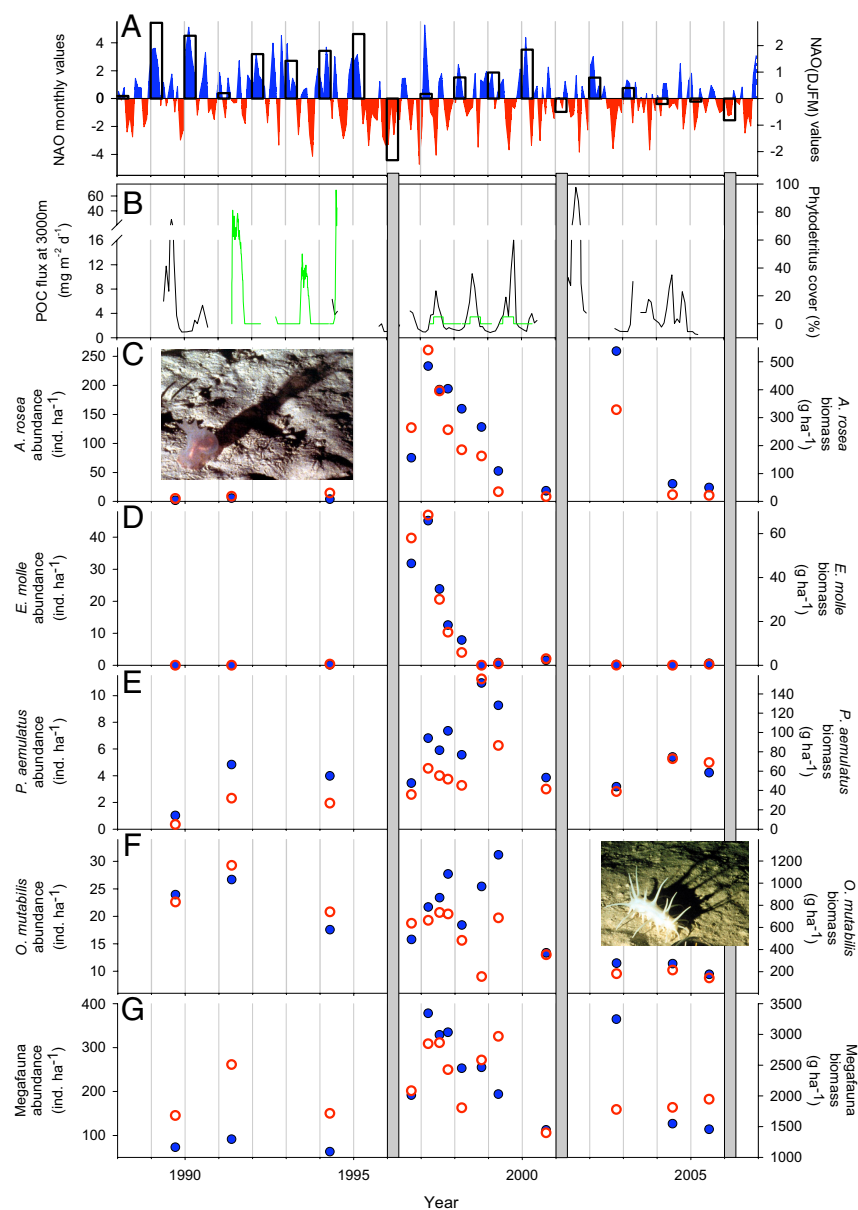 A
NAO monthly values
4
2
0
-2
-4
2
1
0
-1
-2
NAO(DJFM) values
B
POC flux at 3000m
(mg m-2 d-1)
60
40
16
12
8
4
0
100
80
60
40
20
0
Phytodetritus cover (%)
C
A. rosea
abundance
(ind. ha-1)
250
200
150
100
50
0
500
400
300
200
100
0
A. rosea
biomass
(g ha-1)
D
E. molle
abundance
(ind. ha-1)
40
30
20
10
0
60
40
20
0
E. molle
biomass
(g ha-1)
E
P. aemulatus
abundance
(ind. ha-1)
10
8
6
4
2
0
140
120
100
80
60
40
20
0
P. aemulatus
biomass
(g ha-1)
F
O. mutabilis
abundance
(ind. ha-1)
30
25
20
15
10
1200
1000
800
600
400
200
O. mutabilis
biomass
(g ha-1)
G
Megafauna
abundance
(ind. ha-1)
400
300
200
100
3500
3000
2500
2000
1500
1000
Megafauna
biomass
(g ha-1)
1990
1995
2000
2005
Year